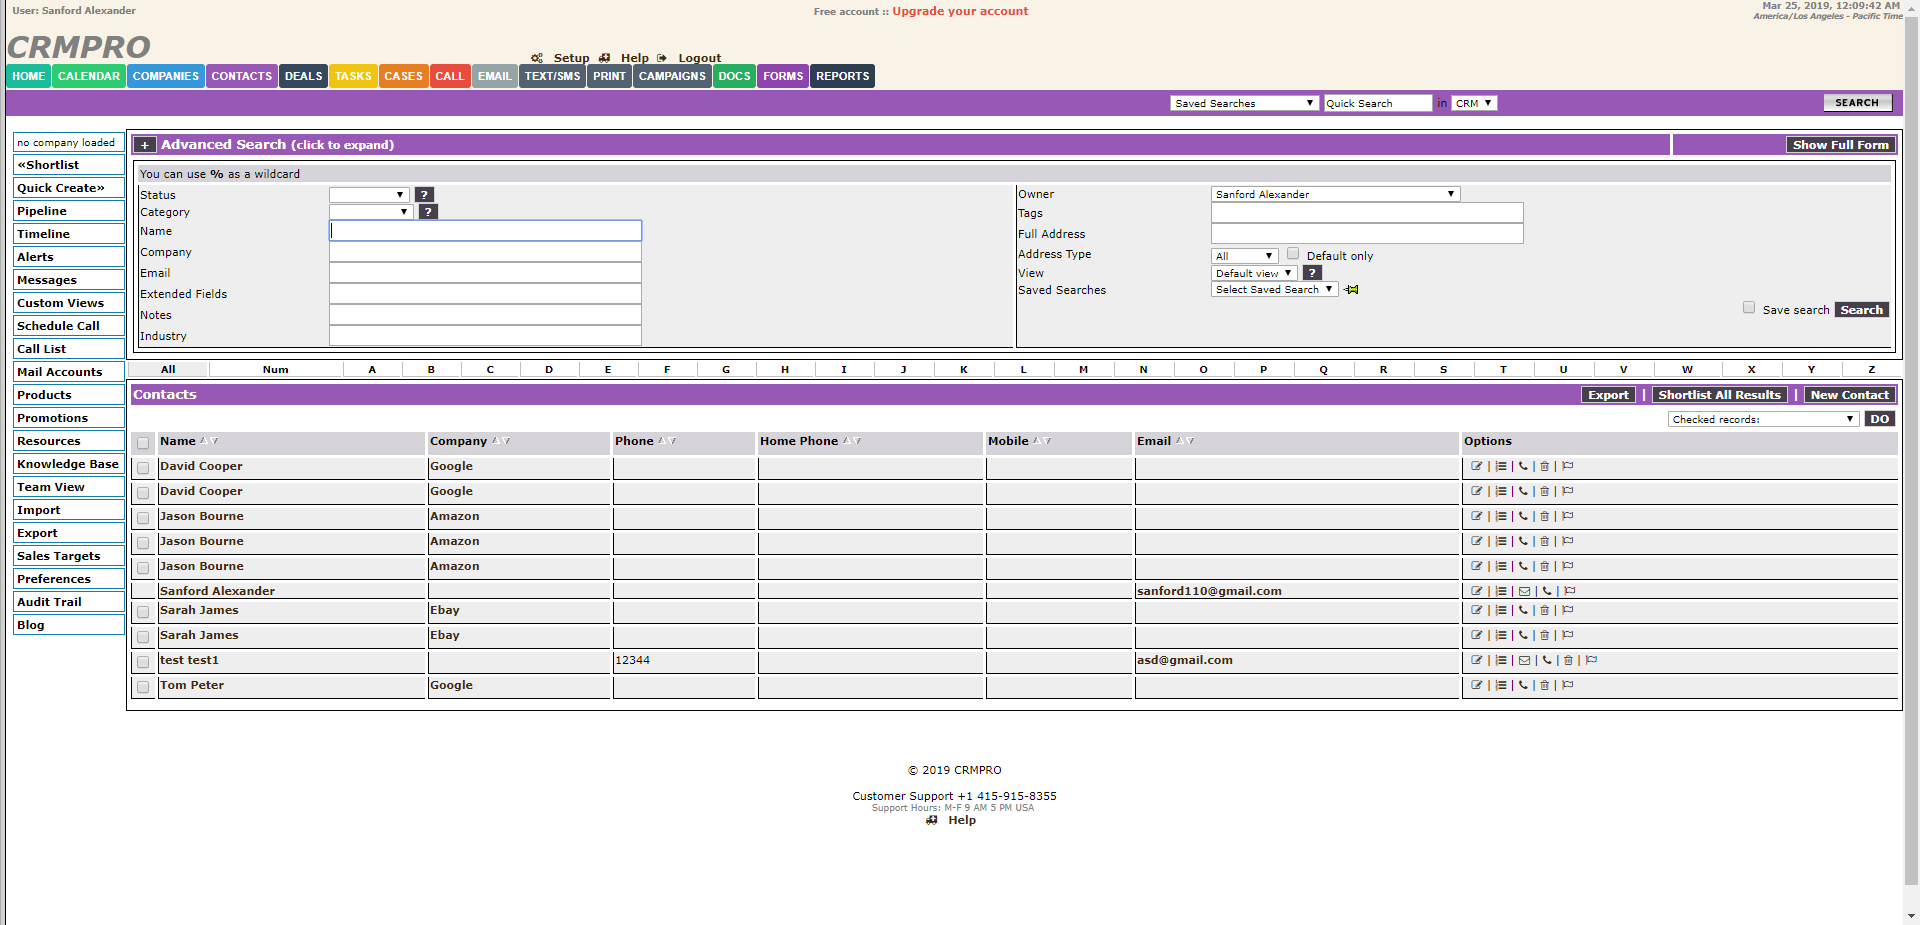 User: Sanford Alexander
Free account :: Upgrade your account
Mar 25, 2019, 12:09:42 AM
America/Los Angeles - Pacific Time
CRMPRO
Setup Help Logout
HOME CALENDAR COMPANIES CONTACTS DEALS TASKS CASES CALL EMAIL TEXT/SMS PRINT CAMPAIGNS DOCS FORMS REPORTS
Saved Searches Quick Search in CRM SEARCH
no company loaded
«Shortlist
Quick Create»
Pipeline
Timeline
Alerts
Messages
Custom Views
Schedule Call
Call List
Mail Accounts
Products
Promotions
Resources
Knowledge Base
Team View
Import
Export
Sales Targets
Preferences
Audit Trail
Blog
+ Advanced Search (click to expand) Show Full Form
You can use % as a wildcard
Status ?
Category ?
Name
Company
Email
Extended Fields
Notes
Industry
Owner Sanford Alexander
Tags
Full Address
Address Type All Default only
View Default view ?
Saved Searches Select Saved Search
Save search Search
All Num A B C D E F G H I J K L M N O P Q R S T U V W X Y Z
Contacts Export | Shortlist All Results | New Contact
Checked records: DO
Name Company Phone Home Phone Mobile Email Options
David Cooper Google | | | |
David Cooper Google | | | |
Jason Bourne Amazon | | | |
Jason Bourne Amazon | | | |
Jason Bourne Amazon | | | |
Sanford Alexander sanford110@gmail.com | | | |
Sarah James Ebay | | | |
Sarah James Ebay | | | |
test test1 12344 asd@gmail.com | | | | |
Tom Peter Google | | | |
© 2019 CRMPRO
Customer Support +1 415-915-8355
Support Hours: M-F 9 AM 5 PM USA
Help